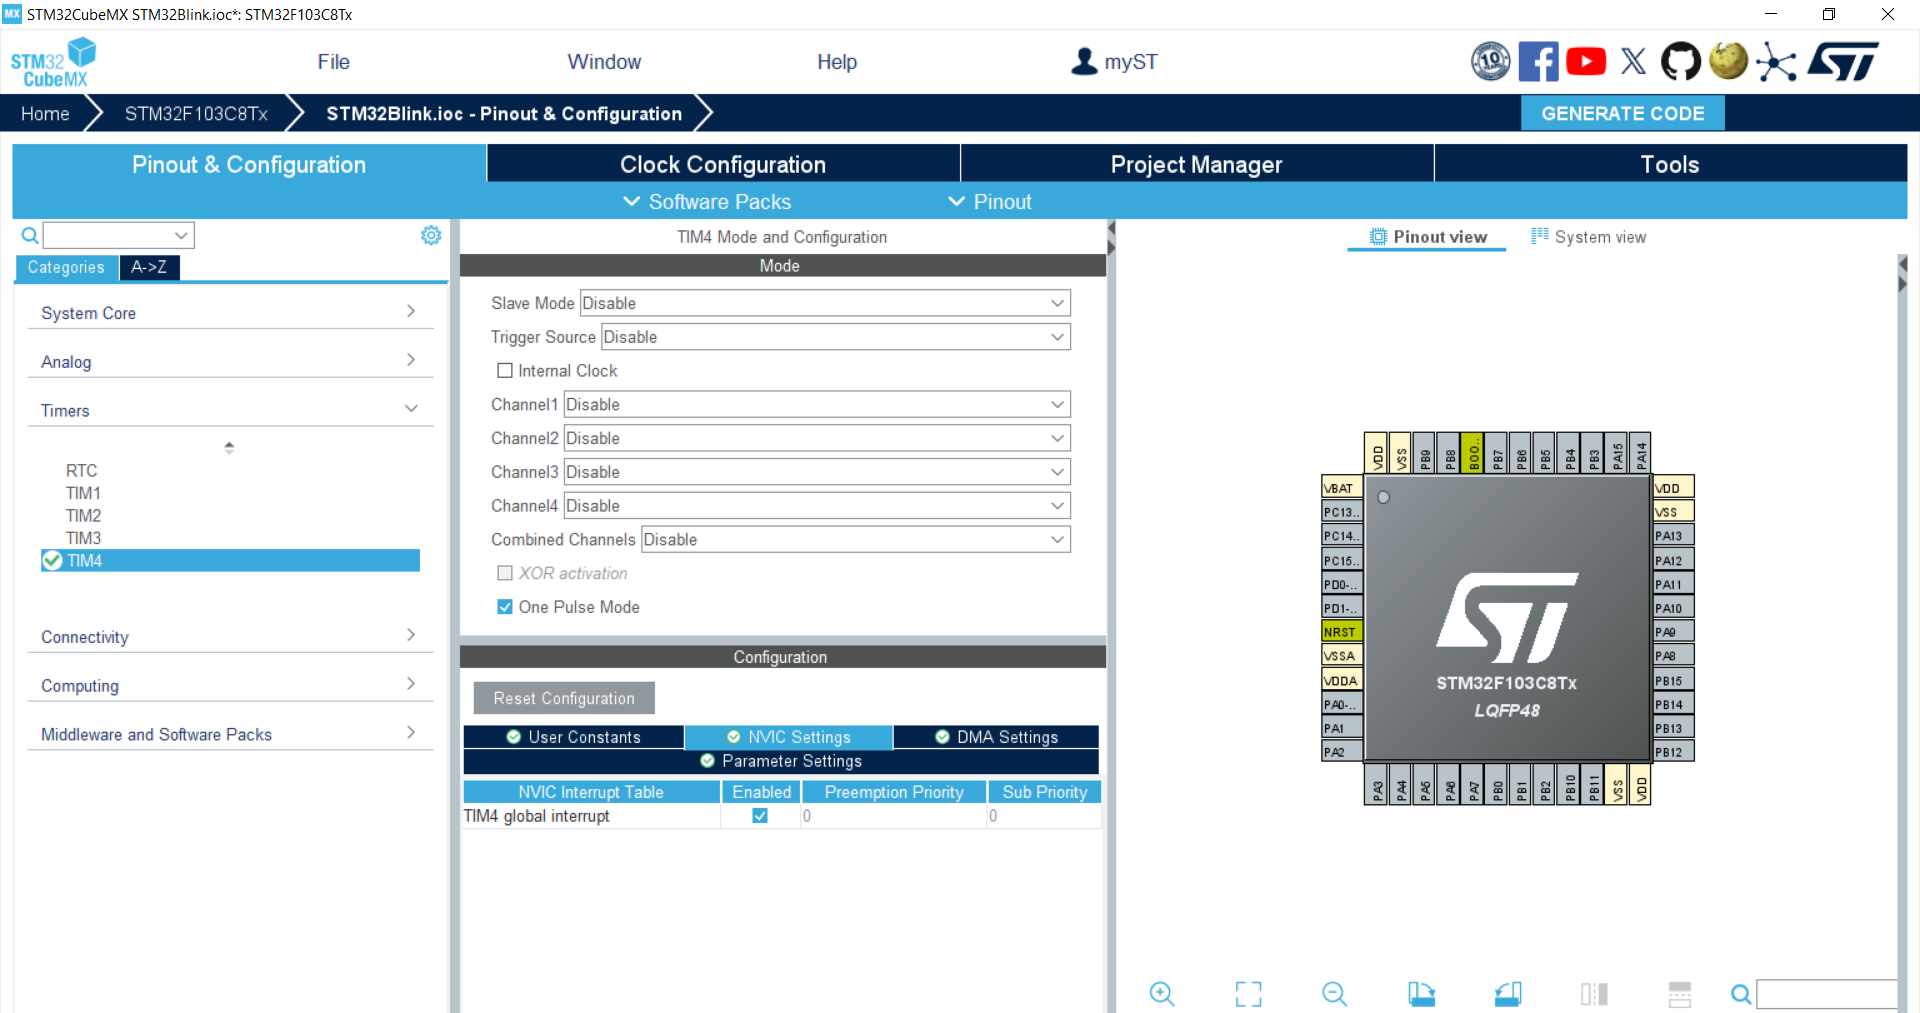 MX STM32CubeMX STM32Blink.ioc*: STM32F103C8Tx
STM32
CubeMX
File
Window
Help
myST
10
Home
STM32F103C8Tx
STM32Blink.ioc - Pinout & Configuration
GENERATE CODE
Pinout & Configuration
Clock Configuration
Project Manager
Tools
Software Packs
Pinout
Categories
A->Z
System Core
Analog
Timers
RTC
TIM1
TIM2
TIM3
TIM4
Connectivity
Computing
Middleware and Software Packs
TIM4 Mode and Configuration
Mode
Slave Mode Disable
Trigger Source Disable
Internal Clock
Channel1 Disable
Channel2 Disable
Channel3 Disable
Channel4 Disable
Combined Channels Disable
XOR activation
One Pulse Mode
Configuration
Reset Configuration
User Constants
NVIC Settings
DMA Settings
Parameter Settings
NVIC Interrupt Table Enabled Preemption Priority Sub Priority
TIM4 global interrupt 0 0
Pinout view
System view
VDD
VSS
PB9
PB8
BOO..
PB7
PB6
PB5
PB4
PB3
PA15
PA14
VBAT
PC13..
PC14..
PC15..
PD0-..
PD1-..
NRST
VSSA
VDDA
PA0-..
PA1
PA2
VDD
VSS
PA13
PA12
PA11
PA10
PA9
PA8
PB15
PB14
PB13
PB12
ST
STM32F103C8Tx
LQFP48
PA3
PA4
PA5
PA6
PA7
PB0
PB1
PB2
PB10
PB11
VSS
VDD